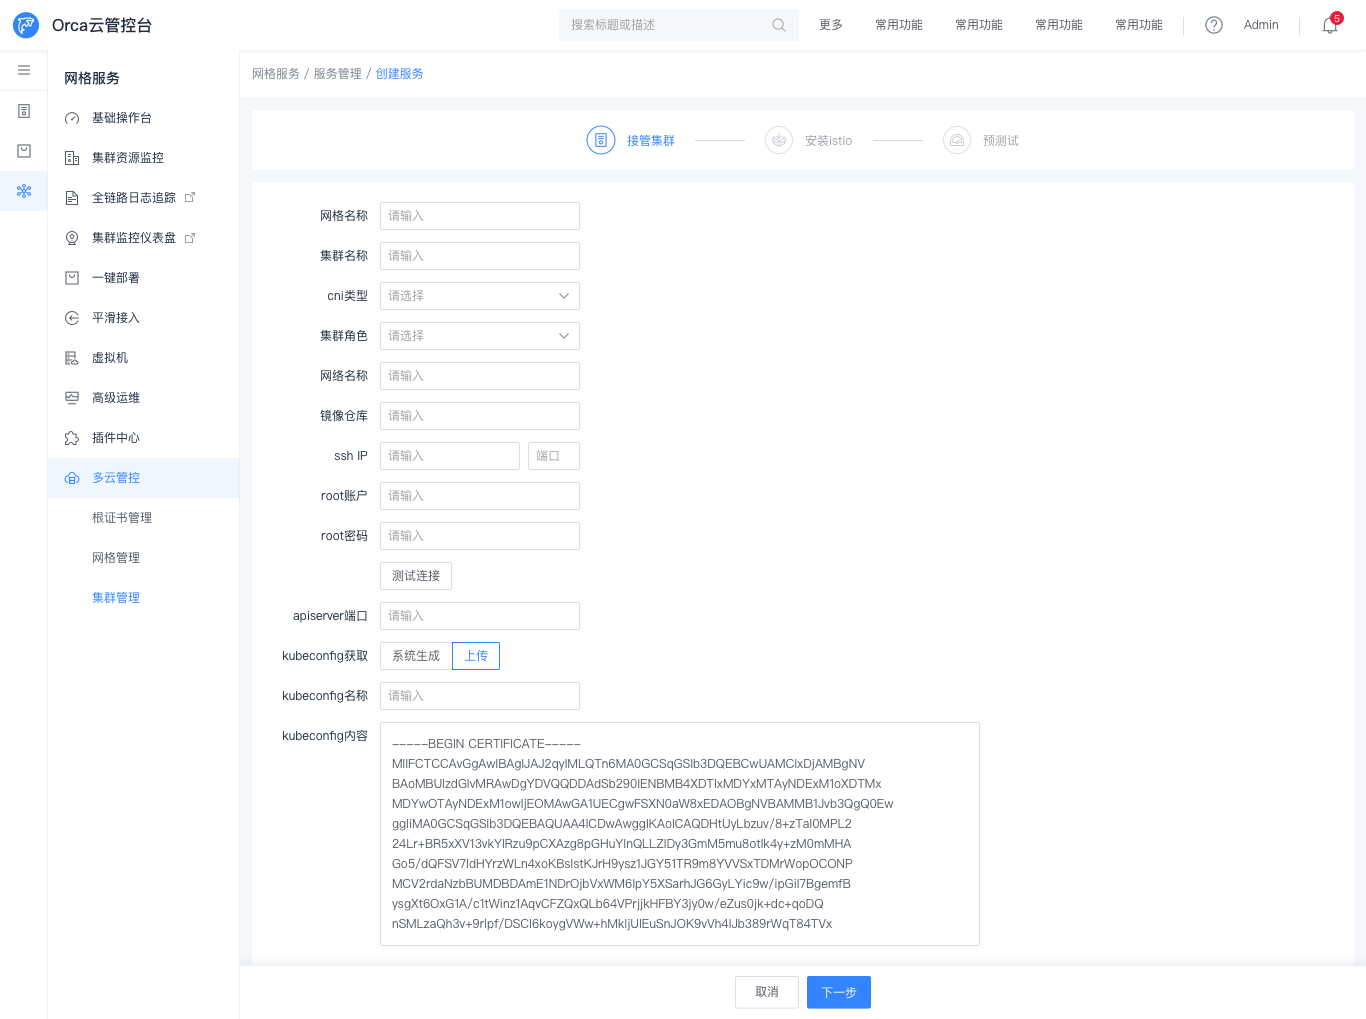 Orca云管控台
搜索标题或描述
更多
常用功能
常用功能
常用功能
常用功能
Admin
5
网格服务
基础操作台
集群资源监控
全链路日志追踪
集群监控仪表盘
一键部署
平滑接入
虚拟机
高级运维
插件中心
多云管控
根证书管理
网格管理
集群管理
网格服务 / 服务管理 / 创建服务
接管集群
安装istio
预测试
网格名称 请输入
集群名称 请输入
cni类型 请选择
集群角色 请选择
网络名称 请输入
镜像仓库 请输入
ssh IP 请输入 端口
root账户 请输入
root密码 请输入
测试连接
apiserver端口 请输入
kubeconfig获取 系统生成 上传
kubeconfig名称 请输入
kubeconfig内容
-----BEGIN CERTIFICATE-----
MIIFCTCCAvGgAwIBAgIJAJ2qyIMLQTn6MA0GCSqGSIb3DQEBCwUAMCIxDjAMBgNV
BAoMBUlzdGlvMRAwDgYDVQQDDAdSb290IENBMB4XDTIxMDYxMTAyNDExM1oXDTMx
MDYwOTAyNDExM1owIjEOMAwGA1UECgwFSXN0aW8xEDAOBgNVBAMMB1Jvb3QgQ0Ew
ggIiMA0GCSqGSIb3DQEBAQUAA4ICDwAwggIKAoICAQDHtUyLbzuv/8+zTaI0MPL2
24Lr+BR5xXV13vkYIRzu9pCXAzg8pGHuYInQLLZIDy3GmM5mu8otIk4y+zM0mMHA
Go5/dQFSV7IdHYrzWLn4xoKBsIstKJrH9ysz1JGY51TR9m8YVVSxTDMrWopOCONP
MCV2rdaNzbBUMDBDAmE1NDrOjbVxWM6IpY5XSarhJG6GyLYic9w/ipGiI7BgemfB
ysgXt6OxG1A/c1tWinz1AqvCFZQxQLb64VPrjjkHFBY3jy0w/eZus0jk+dc+qoDQ
nSMLzaQh3v+9rIpf/DSCI6koygVWw+hMkljUIEuSnJOK9vVh4lJb389rWqT84TVx
取消
下一步